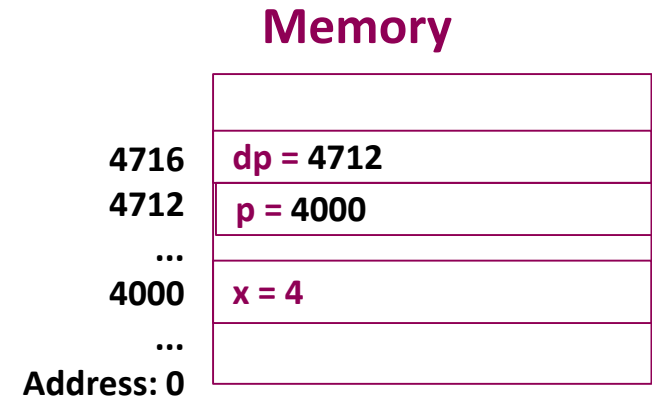 Memory
4716 dp = 4712
4712 p = 4000
...
4000 x = 4
...
Address: 0